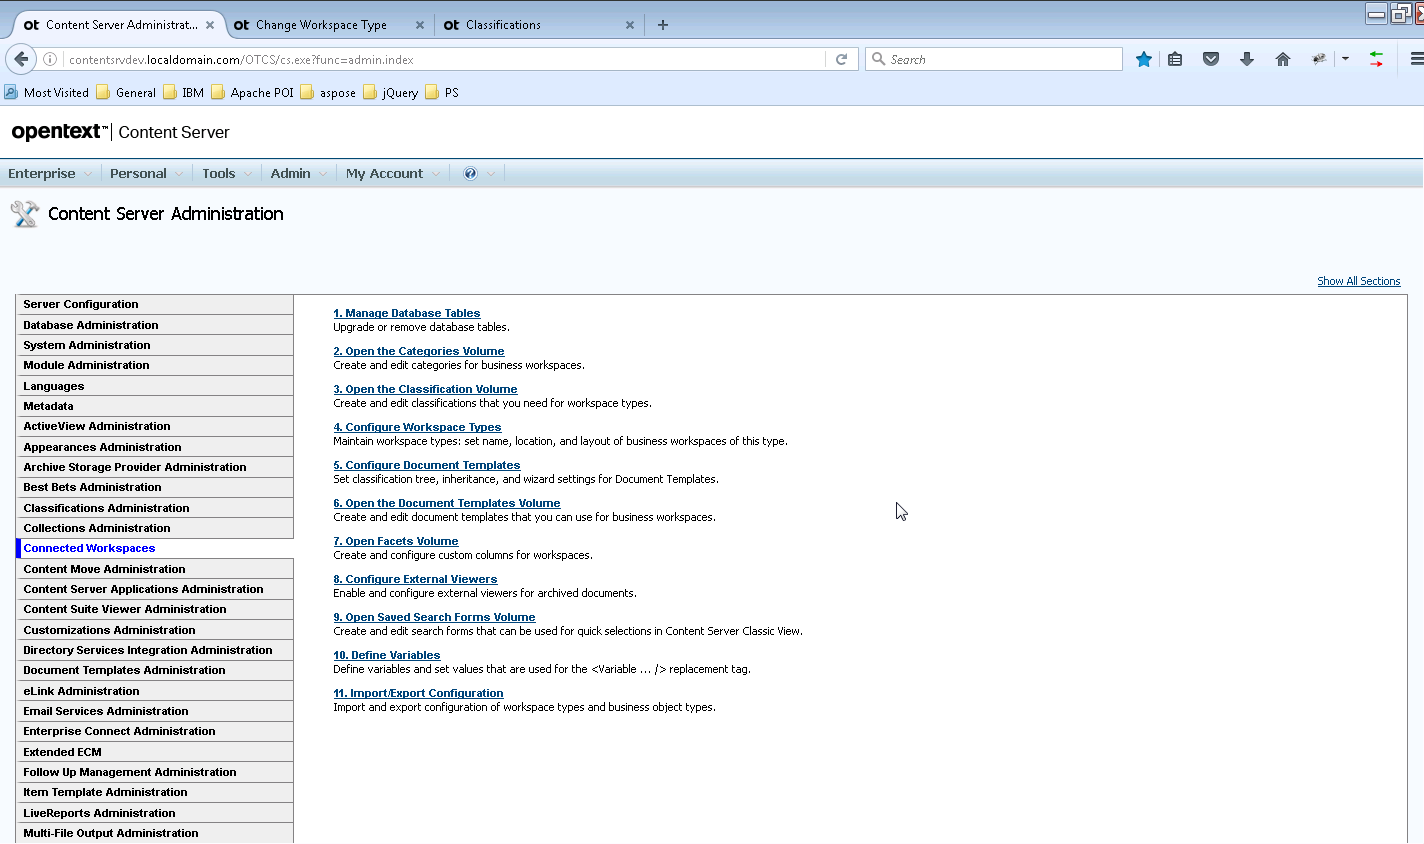 ot Content Server Administrat... × ot Change Workspace Type × ot Classifications × +
contentsrvdev.localdomain.com/OTCS/cs.exe?func=admin.index Search
Most Visited General IBM Apache POI aspose jQuery PS
opentext™ | Content Server
Enterprise Personal Tools Admin My Account ?
Content Server Administration
Show All Sections
Server Configuration
Database Administration
System Administration
Module Administration
Languages
Metadata
ActiveView Administration
Appearances Administration
Archive Storage Provider Administration
Best Bets Administration
Classifications Administration
Collections Administration
Connected Workspaces
Content Move Administration
Content Server Applications Administration
Content Suite Viewer Administration
Customizations Administration
Directory Services Integration Administration
Document Templates Administration
eLink Administration
Email Services Administration
Enterprise Connect Administration
Extended ECM
Follow Up Management Administration
Item Template Administration
LiveReports Administration
Multi-File Output Administration
1. Manage Database Tables
Upgrade or remove database tables.
2. Open the Categories Volume
Create and edit categories for business workspaces.
3. Open the Classification Volume
Create and edit classifications that you need for workspace types.
4. Configure Workspace Types
Maintain workspace types: set name, location, and layout of business workspaces of this type.
5. Configure Document Templates
Set classification tree, inheritance, and wizard settings for Document Templates.
6. Open the Document Templates Volume
Create and edit document templates that you can use for business workspaces.
7. Open Facets Volume
Create and configure custom columns for workspaces.
8. Configure External Viewers
Enable and configure external viewers for archived documents.
9. Open Saved Search Forms Volume
Create and edit search forms that can be used for quick selections in Content Server Classic View.
10. Define Variables
Define variables and set values that are used for the <Variable ... /> replacement tag.
11. Import/Export Configuration
Import and export configuration of workspace types and business object types.